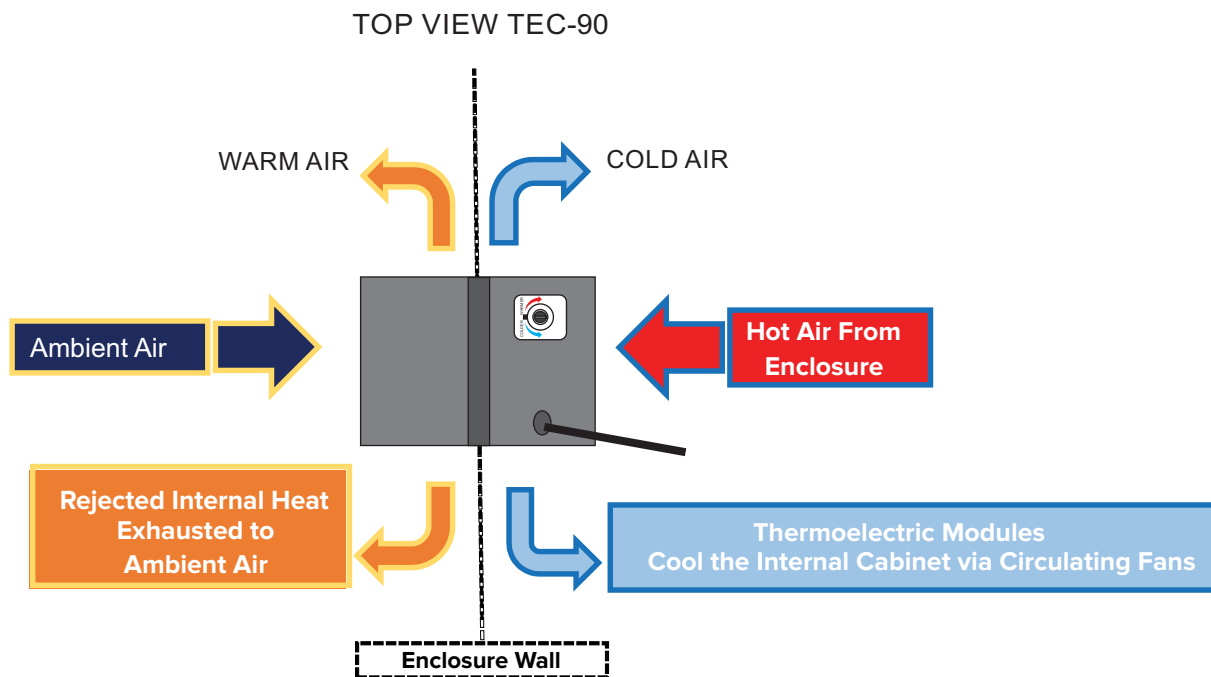 TOP VIEW TEC-90
WARM AIR
COLD AIR
Ambient Air
Hot Air From
Enclosure
Rejected Internal Heat
Exhausted to
Ambient Air
Thermoelectric Modules
Cool the Internal Cabinet via Circulating Fans
Enclosure Wall